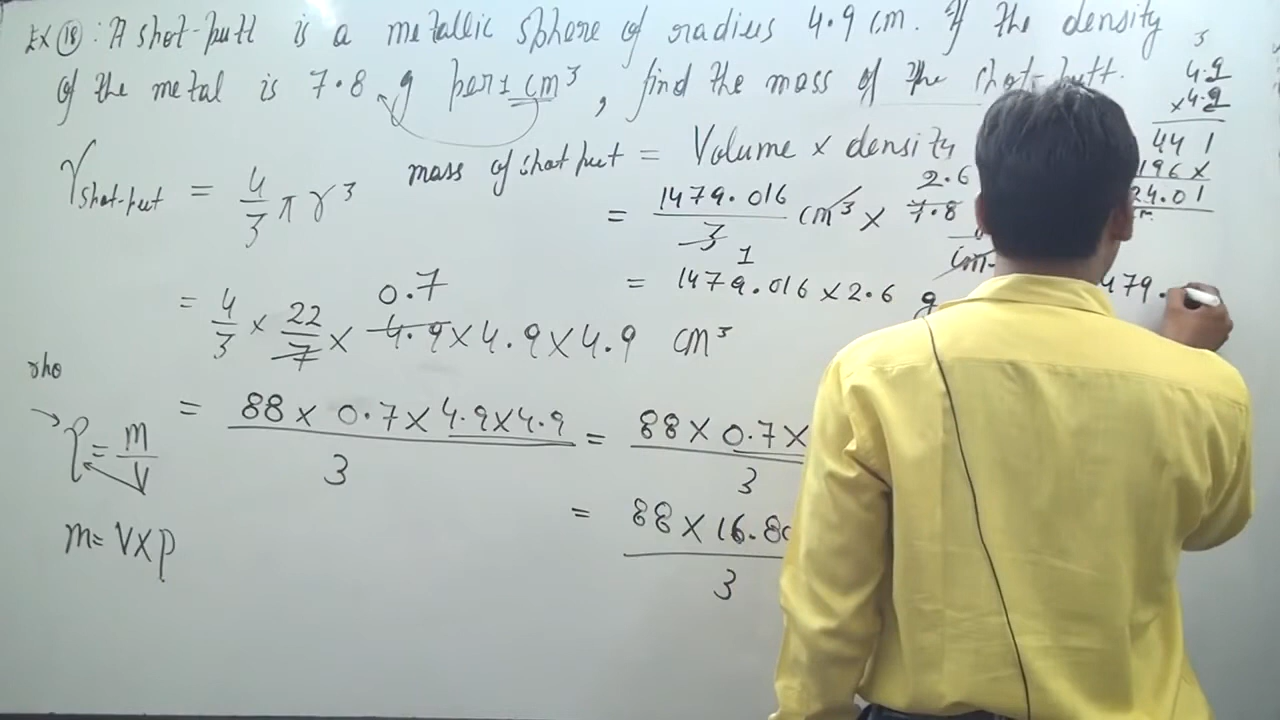 Ex 18 : A shot-putt is a metallic sphere of radius 4.9 cm. If the density
of the metal is 7.8 g per cm³, find the mass of the shot-putt.
3
4.9
×4.9
441
196×
24.01
V shot-putt = 4/3 π r³
mass of shot putt = Volume × density
= 1479.016/3 cm³ × 7.8
2.6
1
= 1479.016 × 2.6 g
= 4/3 × 22/7 × 4.9 × 4.9 × 4.9 cm³
0.7
= 88 × 0.7 × 4.9 × 4.9 / 3 = 88 × 0.7 × / 3
= 88 × 16.80 / 3
rho
ρ = m/V
m = V × ρ
479.